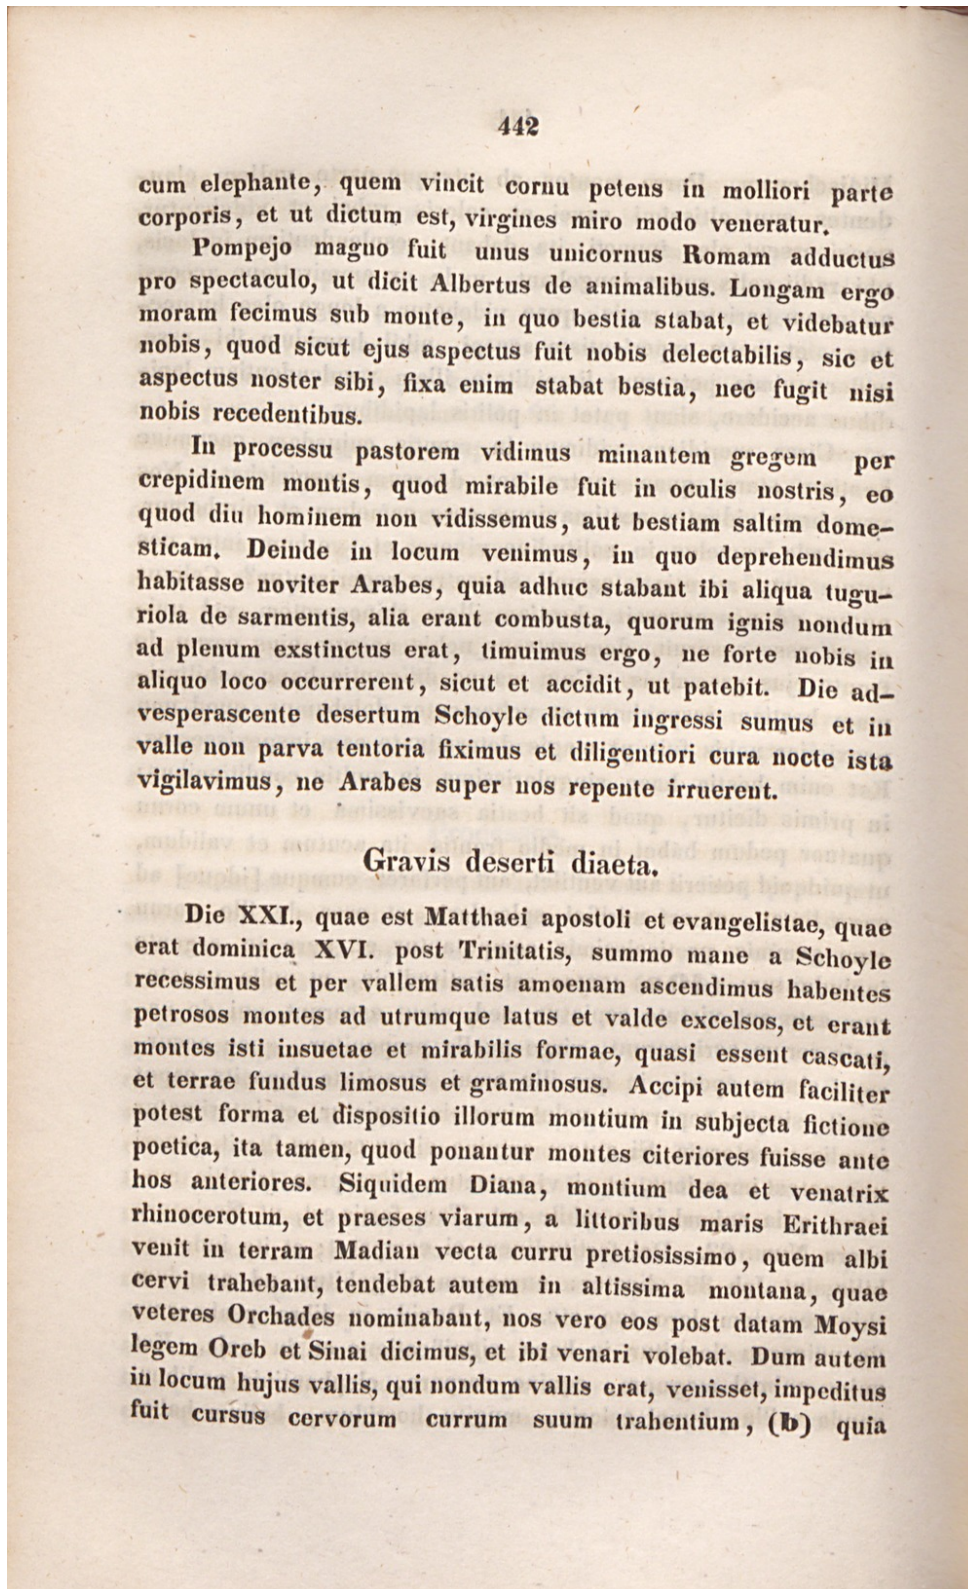 442
cum elephante, quem vincit cornu petens in molliori parte
corporis, et ut dictum est, virgines miro modo veneratur.
Pompejo magno fuit unus unicornus Romam adductus
pro spectaculo, ut dicit Albertus de animalibus. Longam ergo
moram fecimus sub monte, in quo bestia stabat, et videbatur
nobis, quod sicut ejus aspectus fuit nobis delectabilis, sic et
aspectus noster sibi, fixa enim stabat bestia, nec fugit nisi
nobis recedentibus.
In processu pastorem vidimus minantem gregem per
crepidinem montis, quod mirabile fuit in oculis nostris, eo
quod diu hominem non vidissemus, aut bestiam saltim dome-
sticam. Deinde in locum venimus, in quo deprehendimus
habitasse noviter Arabes, quia adhuc stabant ibi aliqua tugu-
riola de sarmentis, alia erant combusta, quorum ignis nondum
ad plenum exstinctus erat, timuimus ergo, ne forte nobis in
aliquo loco occurrerent, sicut et accidit, ut patebit. Die ad-
vesperascente desertum Schoyle dictum ingressi sumus et in
valle non parva tentoria fiximus et diligentiori cura nocte ista
vigilavimus, ne Arabes super nos repente irruerent.
Gravis deserti diaeta.
Die XXI., quae est Matthaei apostoli et evangelistae, quae
erat dominica XVI. post Trinitatis, summo mane a Schoyle
recessimus et per vallem satis amoenam ascendimus habentes
petrosos montes ad utrumque latus et valde excelsos, et erant
montes isti insuetae et mirabilis formae, quasi essent cascati,
et terrae fundus limosus et graminosus. Accipi autem faciliter
potest forma et dispositio illorum montium in subjecta fictione
poetica, ita tamen, quod ponantur montes citeriores fuisse ante
hos anteriores. Siquidem Diana, montium dea et venatrix
rhinocerotum, et praeses viarum, a littoribus maris Erithraei
venit in terram Madian vecta curru pretiosissimo, quem albi
cervi trahebant, tendebat autem in altissima montana, quae
veteres Orchades nominabant, nos vero eos post datam Moysi
legem Oreb et Sinai dicimus, et ibi venari volebat. Dum autem
in locum hujus vallis, qui nondum vallis erat, venisset, impeditus
fuit cursus cervorum currum suum trahentium, (b) quia